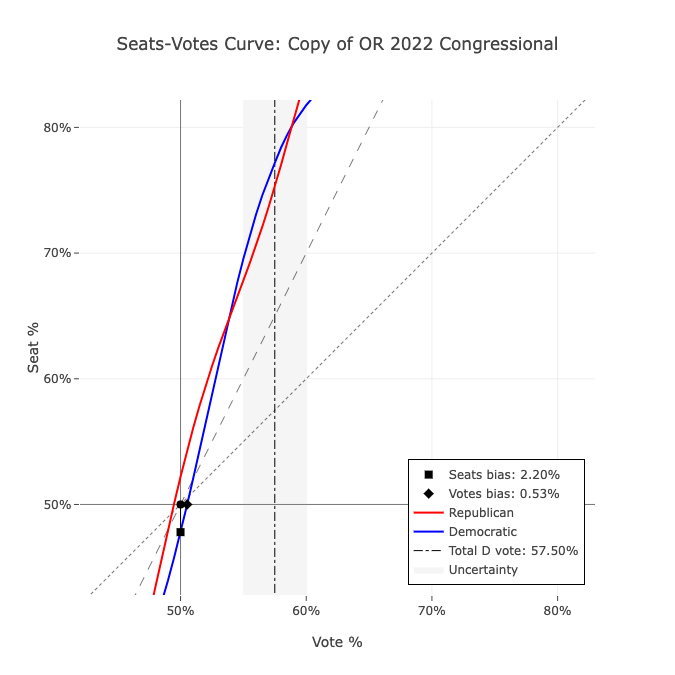 Seats-Votes Curve: Copy of OR 2022 Congressional
80%
70%
60%
50%
Seat %
50%
60%
70%
80%
Vote %
Seats bias: 2.20%
Votes bias: 0.53%
Republican
Democratic
Total D vote: 57.50%
Uncertainty